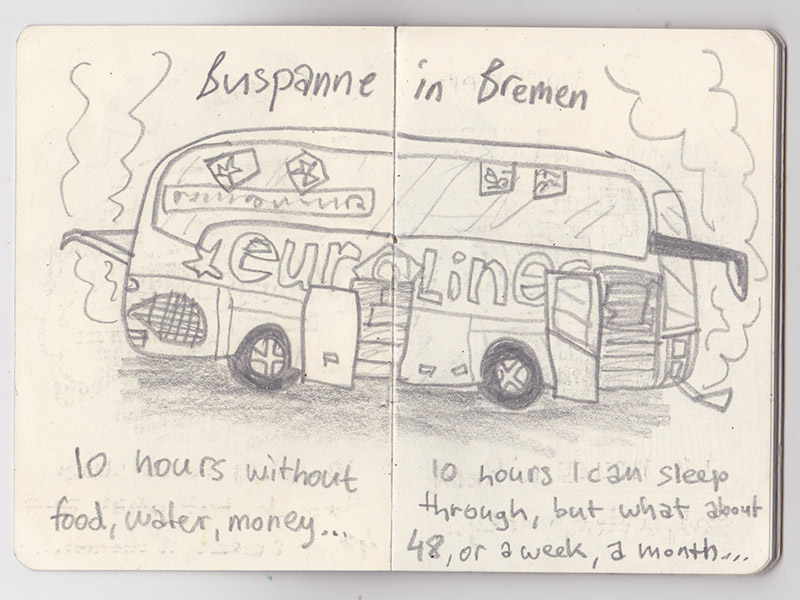 Buspanne in Bremen
eurolines
10 hours without
food, water, money...
10 hours I can sleep
through, but what about
48, or a week, a month...